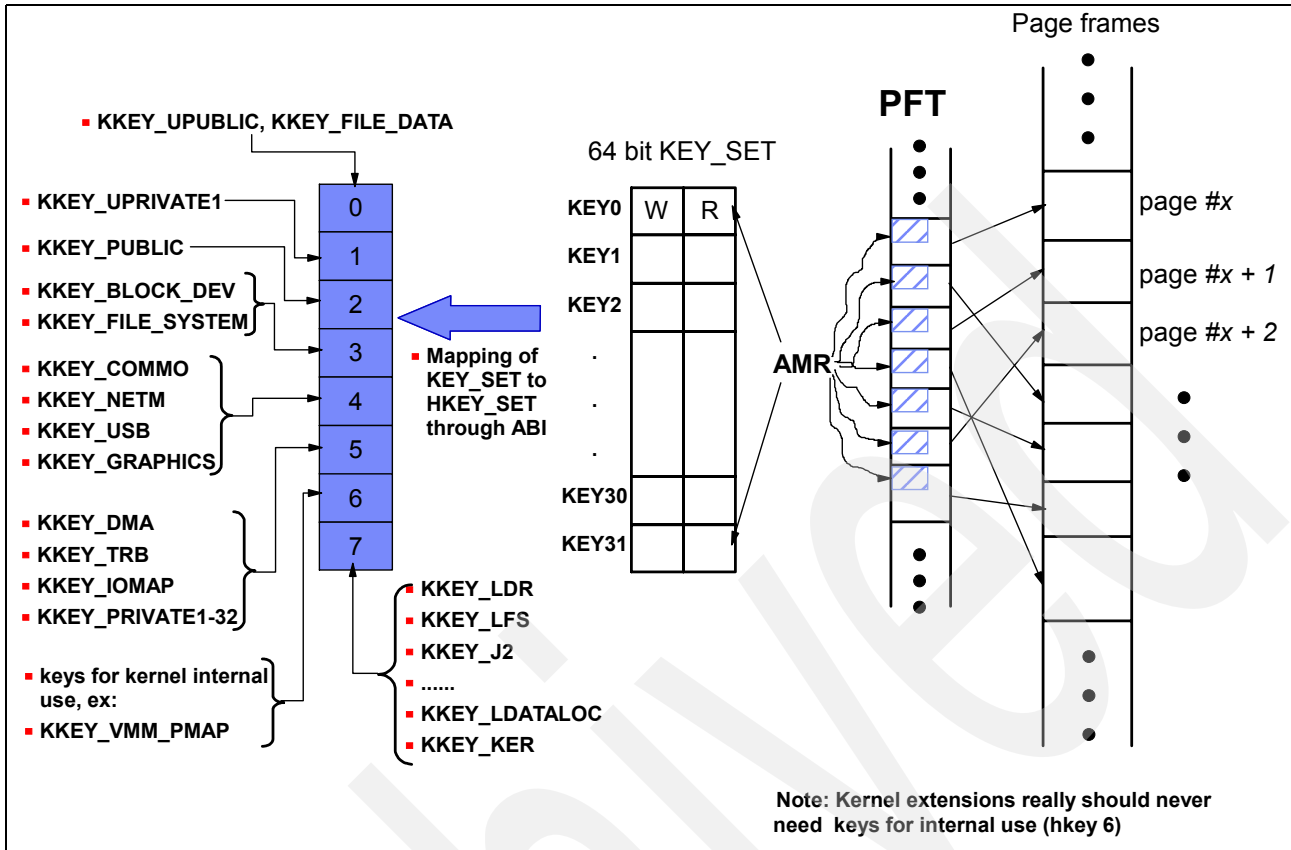 Page frames
PFT
▪ KKEY_UPUBLIC, KKEY_FILE_DATA
64 bit KEY_SET
▪ KKEY_UPRIVATE1
▪ KKEY_PUBLIC
▪ KKEY_BLOCK_DEV
▪ KKEY_FILE_SYSTEM
▪ KKEY_COMMO
▪ KKEY_NETM
▪ KKEY_USB
▪ KKEY_GRAPHICS
▪ KKEY_DMA
▪ KKEY_TRB
▪ KKEY_IOMAP
▪ KKEY_PRIVATE1-32
▪ keys for kernel internal
use, ex:
▪ KKEY_VMM_PMAP
0
1
2
3
4
5
6
7
▪ KKEY_LDR
▪ KKEY_LFS
▪ KKEY_J2
▪ ......
▪ KKEY_LDATALOC
▪ KKEY_KER
▪ Mapping of
KEY_SET to
HKEY_SET
through ABI
KEY0 W R
KEY1
KEY2
.
.
.
KEY30
KEY31
AMR
page #x
page #x + 1
page #x + 2
Note: Kernel extensions really should never
need keys for internal use (hkey 6)